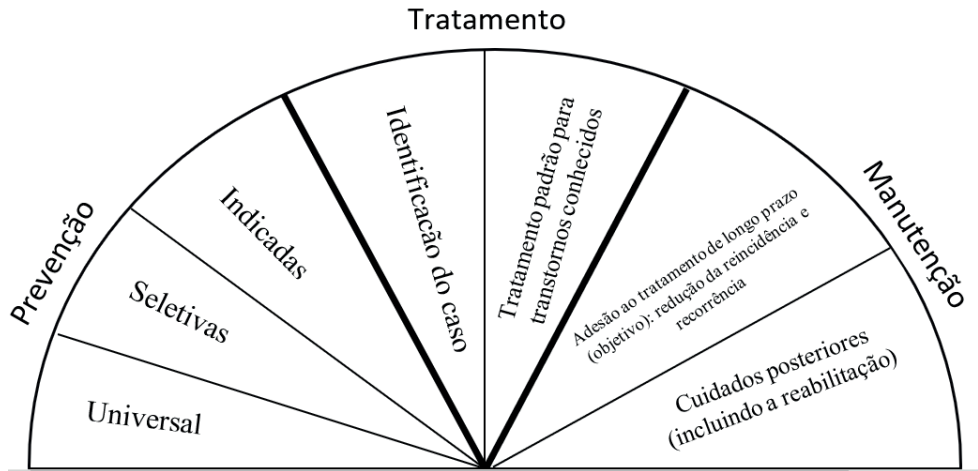 Tratamento
Prevenção
Manutenção
Universal
Seletivas
Indicadas
Identificação do caso
Tratamento padrão para
transtornos conhecidos
Adesão ao tratamento de longo prazo
(objetivo): redução da reincidência e
recorrência
Cuidados posteriores
(incluindo a reabilitação)